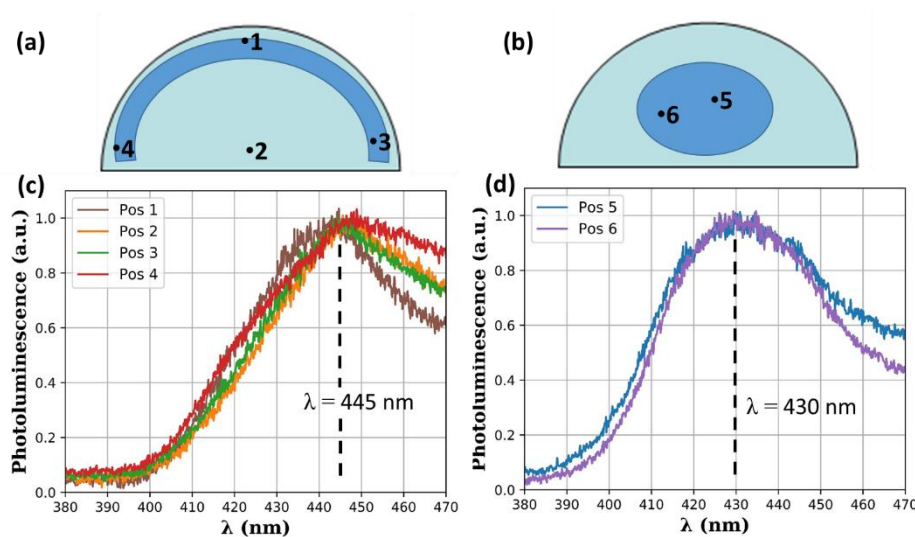 (a)
1
2
3
4
(b)
5
6
(c)
Pos 1
Pos 2
Pos 3
Pos 4
λ = 445 nm
Photoluminescence (a.u.)
1.0
0.8
0.6
0.4
0.2
0.0
380 390 400 410 420 430 440 450 460 470
λ (nm)
(d)
Pos 5
Pos 6
λ = 430 nm
Photoluminescence (a.u.)
1.0
0.8
0.6
0.4
0.2
0.0
380 390 400 410 420 430 440 450 460 470
λ (nm)